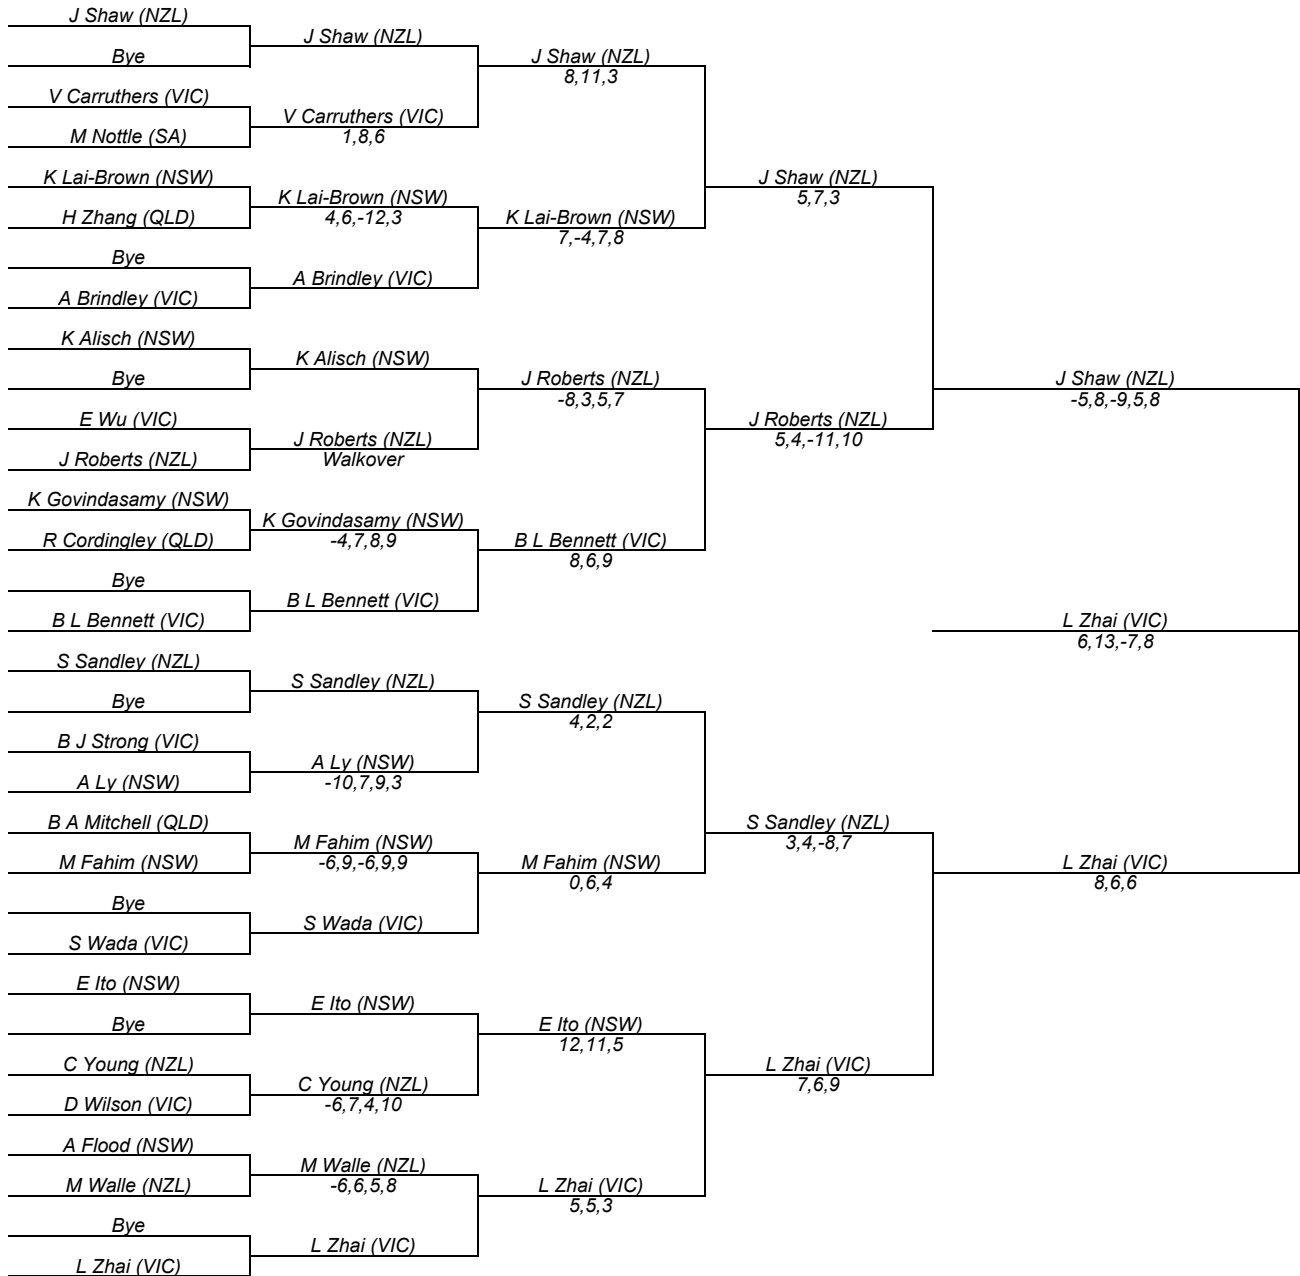 J Shaw (NZL)
Bye
V Carruthers (VIC)
M Nottle (SA)
K Lai-Brown (NSW)
H Zhang (QLD)
Bye
A Brindley (VIC)
K Alisch (NSW)
Bye
E Wu (VIC)
J Roberts (NZL)
K Govindasamy (NSW)
R Cordingley (QLD)
Bye
B L Bennett (VIC)
S Sandley (NZL)
Bye
B J Strong (VIC)
A Ly (NSW)
B A Mitchell (QLD)
M Fahim (NSW)
Bye
S Wada (VIC)
E Ito (NSW)
Bye
C Young (NZL)
D Wilson (VIC)
A Flood (NSW)
M Walle (NZL)
Bye
L Zhai (VIC)
J Shaw (NZL)
V Carruthers (VIC)
1,8,6
K Lai-Brown (NSW)
4,6,-12,3
A Brindley (VIC)
K Alisch (NSW)
J Roberts (NZL)
Walkover
K Govindasamy (NSW)
-4,7,8,9
B L Bennett (VIC)
S Sandley (NZL)
A Ly (NSW)
-10,7,9,3
M Fahim (NSW)
-6,9,-6,9,9
S Wada (VIC)
E Ito (NSW)
C Young (NZL)
-6,7,4,10
M Walle (NZL)
-6,6,5,8
L Zhai (VIC)
J Shaw (NZL)
8,11,3
K Lai-Brown (NSW)
7,-4,7,8
J Roberts (NZL)
-8,3,5,7
B L Bennett (VIC)
8,6,9
S Sandley (NZL)
4,2,2
M Fahim (NSW)
0,6,4
E Ito (NSW)
12,11,5
L Zhai (VIC)
5,5,3
J Shaw (NZL)
5,7,3
J Roberts (NZL)
5,4,-11,10
S Sandley (NZL)
3,4,-8,7
L Zhai (VIC)
7,6,9
J Shaw (NZL)
-5,8,-9,5,8
L Zhai (VIC)
6,13,-7,8
L Zhai (VIC)
8,6,6